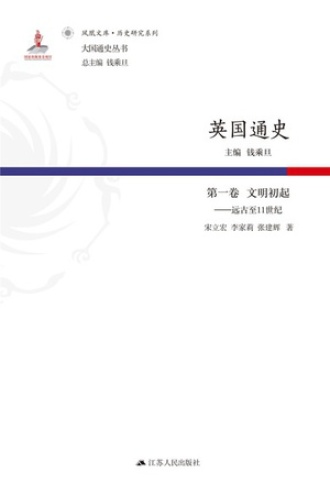 凤凰文库·历史研究系列
大国通史丛书
总主编 钱乘旦
英国通史
主编 钱乘旦
第一卷 文明初起
——远古至11世纪
宋立宏 李家莉 张建辉 著
江苏人民出版社